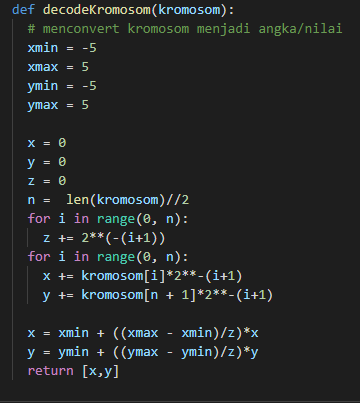 def decodeKromosom(kromosom):
# menconvert kromosom menjadi angka/nilai
xmin = -5
xmax = 5
ymin = -5
ymax = 5
x = 0
y = 0
z = 0
n =  len(kromosom)//2
for i in range(0, n):
z += 2**(-(i+1))
for i in range(0, n):
x += kromosom[i]*2**-(i+1)
y += kromosom[n + 1]*2**-(i+1)
x = xmin + ((xmax - xmin)/z)*x
y = ymin + ((ymax - ymin)/z)*y
return [x,y]